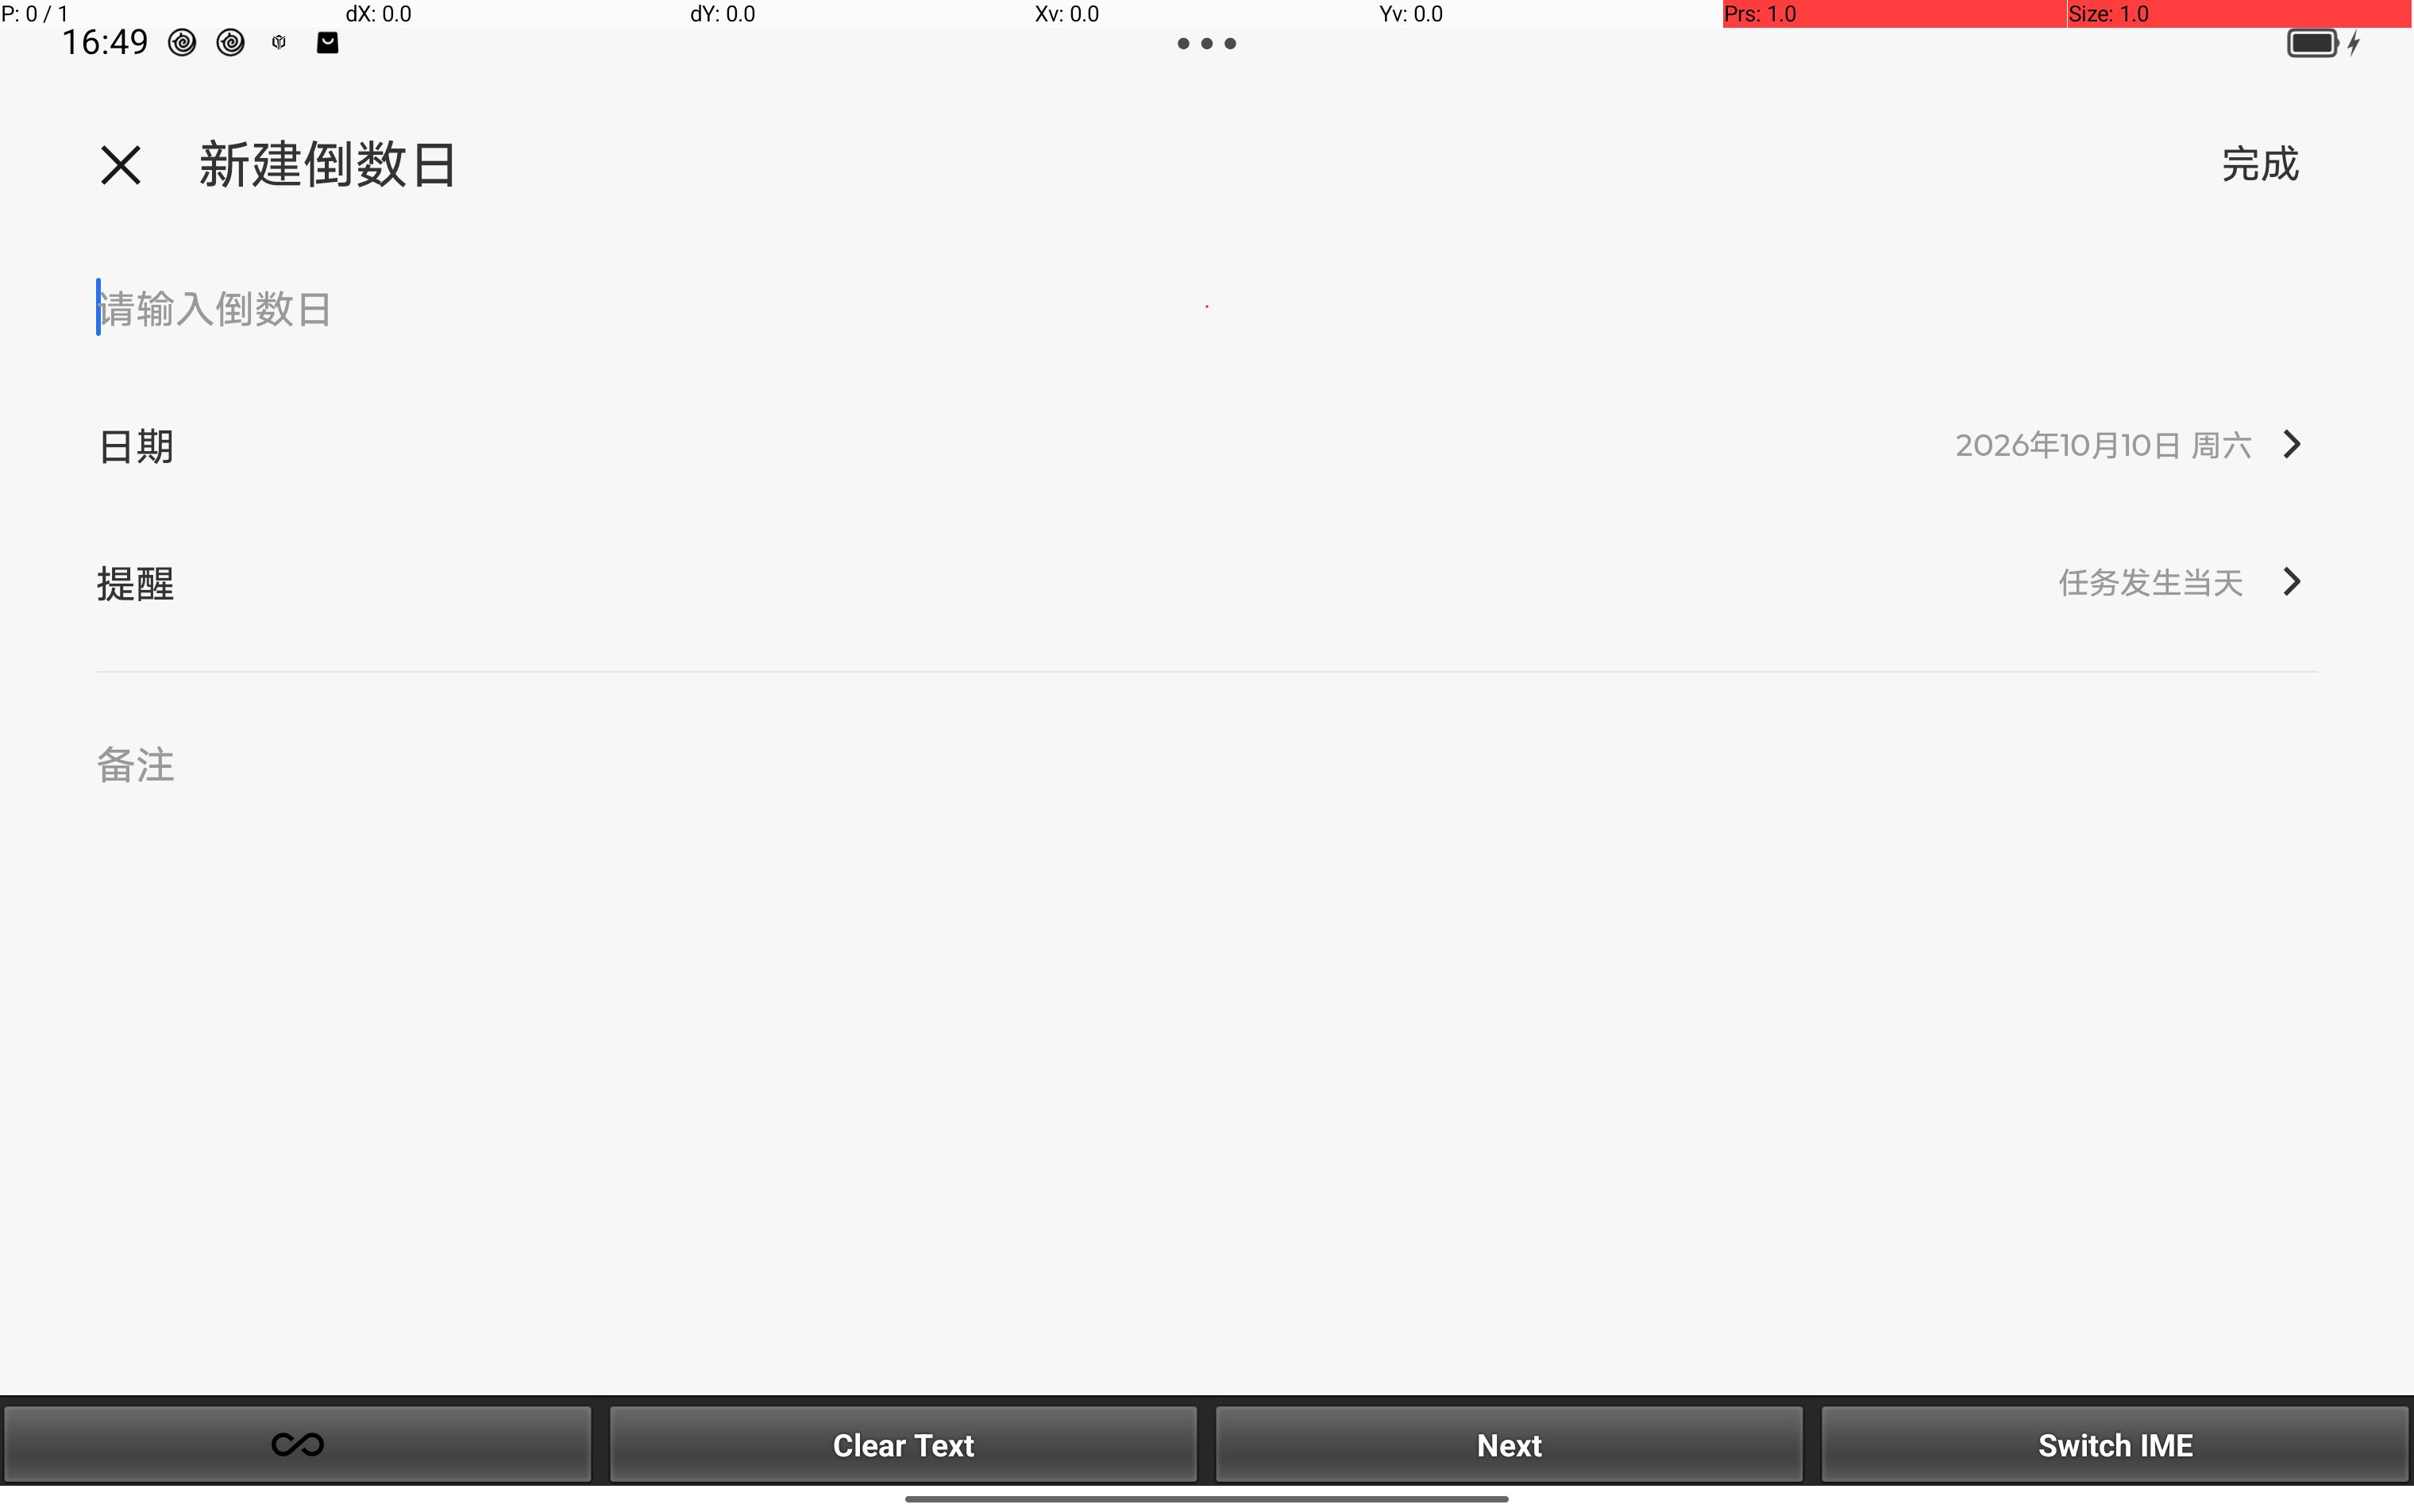 P: 0 / 1 dX: 0.0 dY: 0.0 Xv: 0.0 Yv: 0.0 Prs: 1.0 Size: 1.0
16:49
新建倒数日 完成
请输入倒数日
日期 2026年10月10日 周六
提醒 任务发生当天
备注
Clear Text Next Switch IME